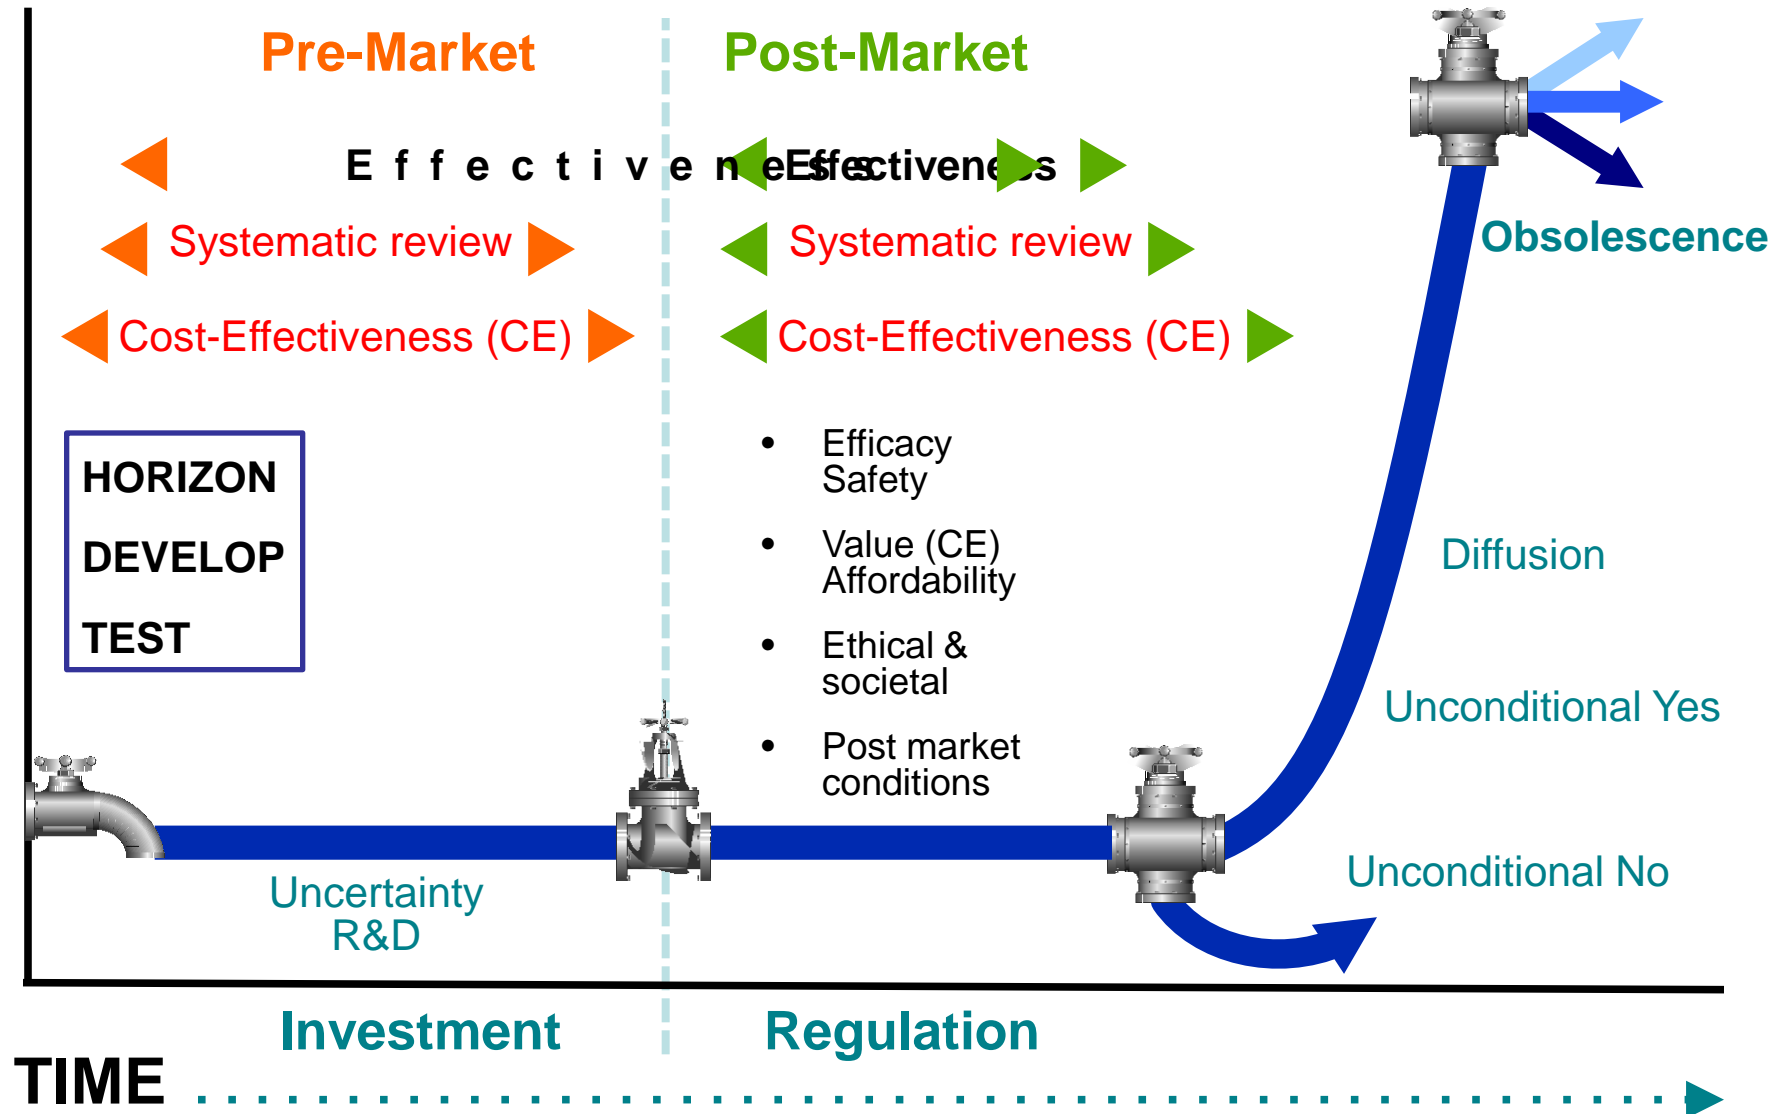 Pre-Market
Post-Market
E f f e c t i v e n e s s
Effectiveness
Systematic review
Systematic review
Obsolescence
Cost-Effectiveness (CE)
Cost-Effectiveness (CE)
HORIZON
DEVELOP
TEST
• Efficacy
Safety
• Value (CE)
Affordability
• Ethical &
societal
• Post market
conditions
Diffusion
Unconditional Yes
Unconditional No
Uncertainty
R&D
Investment
Regulation
TIME